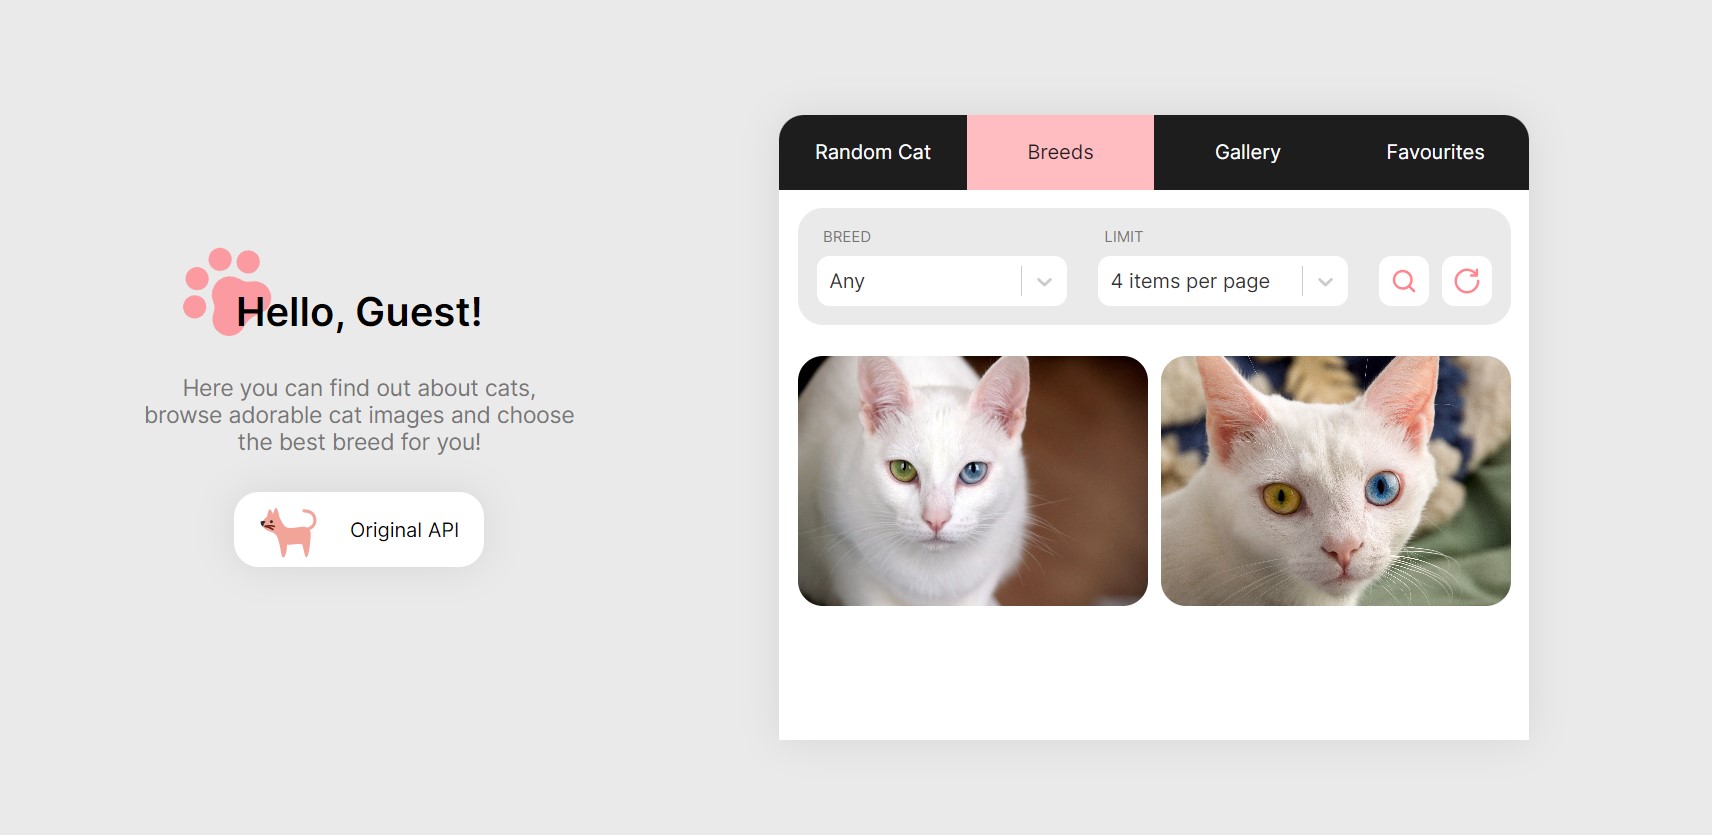 Hello, Guest!
Here you can find out about cats,
browse adorable cat images and choose
the best breed for you!
Original API
Random Cat
Breeds
Gallery
Favourites
BREED
LIMIT
Any
4 items per page